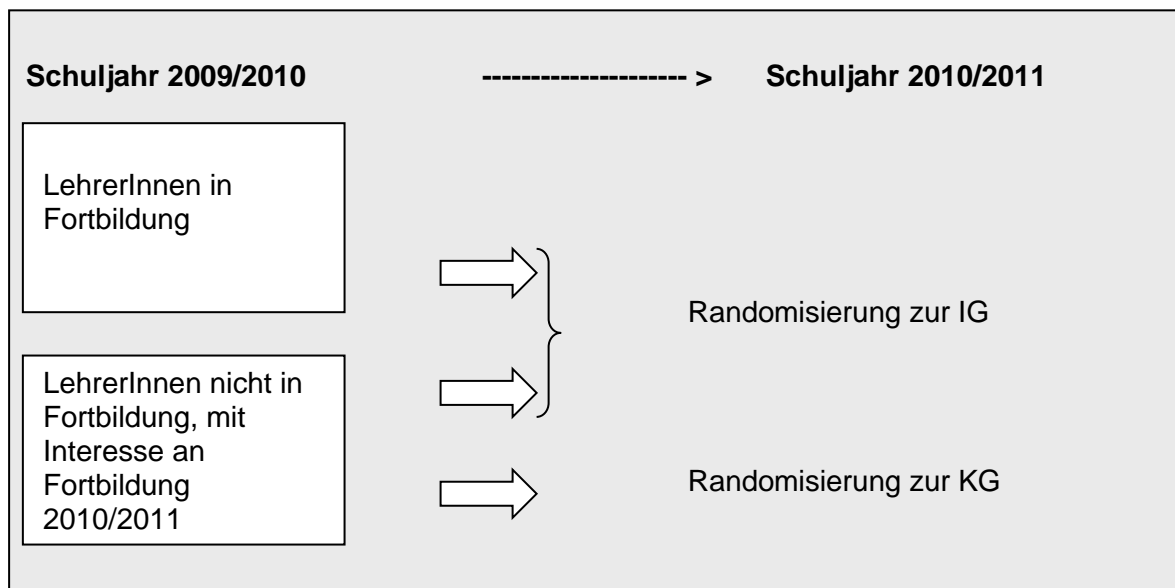 Schuljahr 2009/2010 --------------------- > Schuljahr 2010/2011
LehrerInnen in
Fortbildung
Randomisierung zur IG
LehrerInnen nicht in
Fortbildung, mit
Interesse an
Fortbildung
2010/2011
Randomisierung zur KG